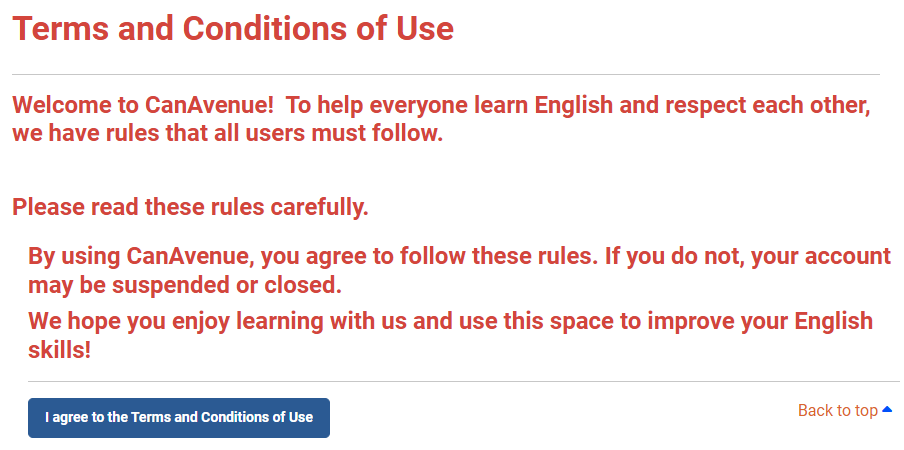 Terms and Conditions of Use
Welcome to CanAvenue!  To help everyone learn English and respect each other,
we have rules that all users must follow.
Please read these rules carefully.
By using CanAvenue, you agree to follow these rules. If you do not, your account
may be suspended or closed.
We hope you enjoy learning with us and use this space to improve your English
skills!
I agree to the Terms and Conditions of Use
Back to top